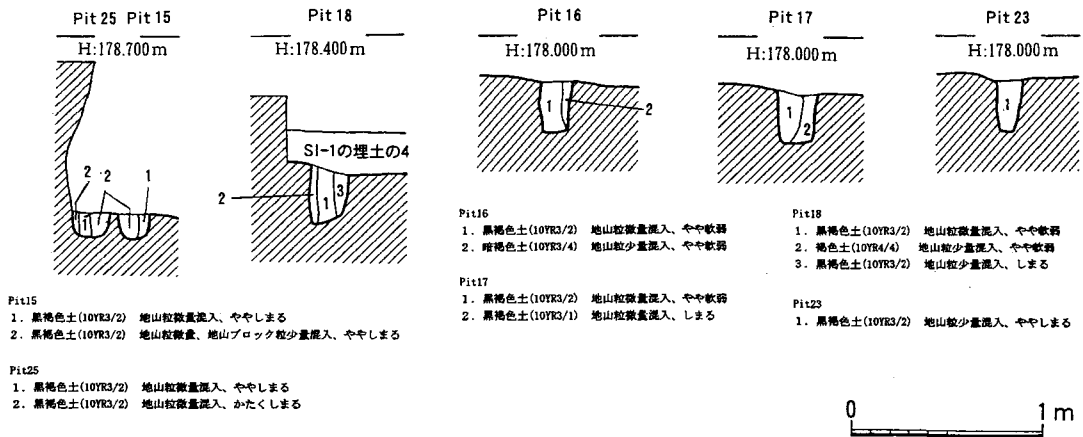 Pit 25 Pit 15
H:178.700m
2 2 1
1
Pit 18
H:178.400m
SI-1の埋土の4
2 1 3
Pit 16
H:178.000m
1 2
Pit 17
H:178.000m
1 2
Pit 23
H:178.000m
1
Pit15
1. 黒褐色土(10YR3/2) 地山粒微量混入、ややしまる
2. 黒褐色土(10YR3/2) 地山粒微量、地山ブロック粒少量混入、ややしまる
Pit25
1. 黒褐色土(10YR3/2) 地山粒微量混入、ややしまる
2. 黒褐色土(10YR3/2) 地山粒微量混入、かたくしまる
Pit16
1. 黒褐色土(10YR3/2) 地山粒微量混入、やや軟弱
2. 暗褐色土(10YR3/4) 地山粒少量混入、やや軟弱
Pit17
1. 黒褐色土(10YR3/2) 地山粒微量混入、やや軟弱
2. 黒褐色土(10YR3/1) 地山粒微量混入、しまる
Pit18
1. 黒褐色土(10YR3/2) 地山粒微量混入、やや軟弱
2. 褐色土(10YR4/4) 地山粒少量混入、やや軟弱
3. 黒褐色土(10YR3/2) 地山粒少量混入、しまる
Pit23
1. 黒褐色土(10YR3/2) 地山粒少量混入、ややしまる
0 1m